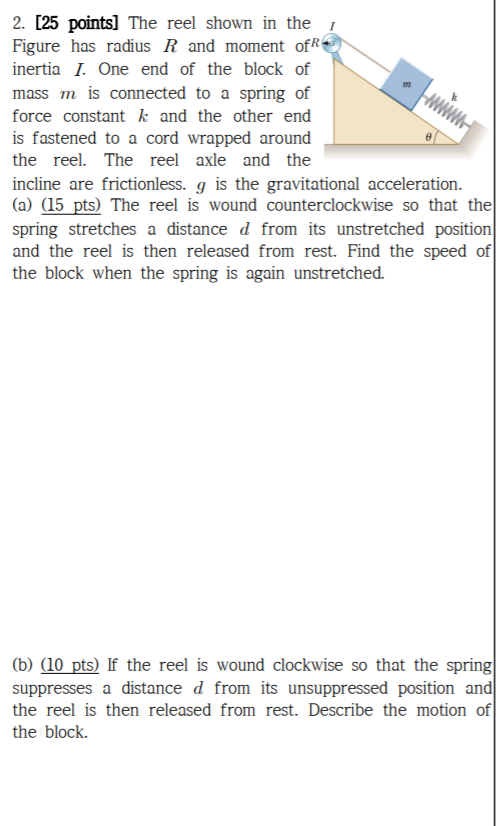 2. [25 points] The reel shown in the
Figure has radius R and moment of
inertia I. One end of the block of
mass m is connected to a spring of
force constant k and the other end
is fastened to a cord wrapped around
the reel. The reel axle and the
incline are frictionless. g is the gravitational acceleration.
(a) (15 pts) The reel is wound counterclockwise so that the
spring stretches a distance d from its unstretched position
and the reel is then released from rest. Find the speed of
the block when the spring is again unstretched.
I
R
m
k
θ
(b) (10 pts) If the reel is wound clockwise so that the spring
suppresses a distance d from its unsuppressed position and
the reel is then released from rest. Describe the motion of
the block.